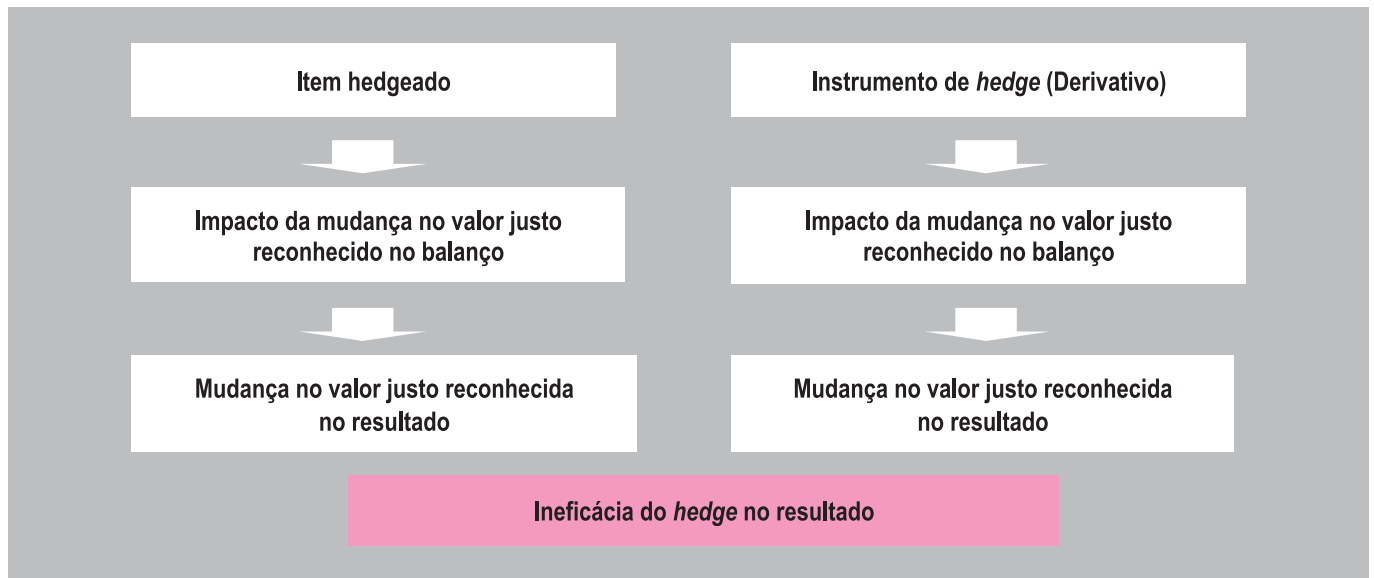 Item hedgeado
Instrumento de hedge (Derivativo)
Impacto da mudança no valor justo
reconhecido no balanço
Impacto da mudança no valor justo
reconhecido no balanço
Mudança no valor justo reconhecida
no resultado
Mudança no valor justo reconhecida
no resultado
Ineficácia do hedge no resultado